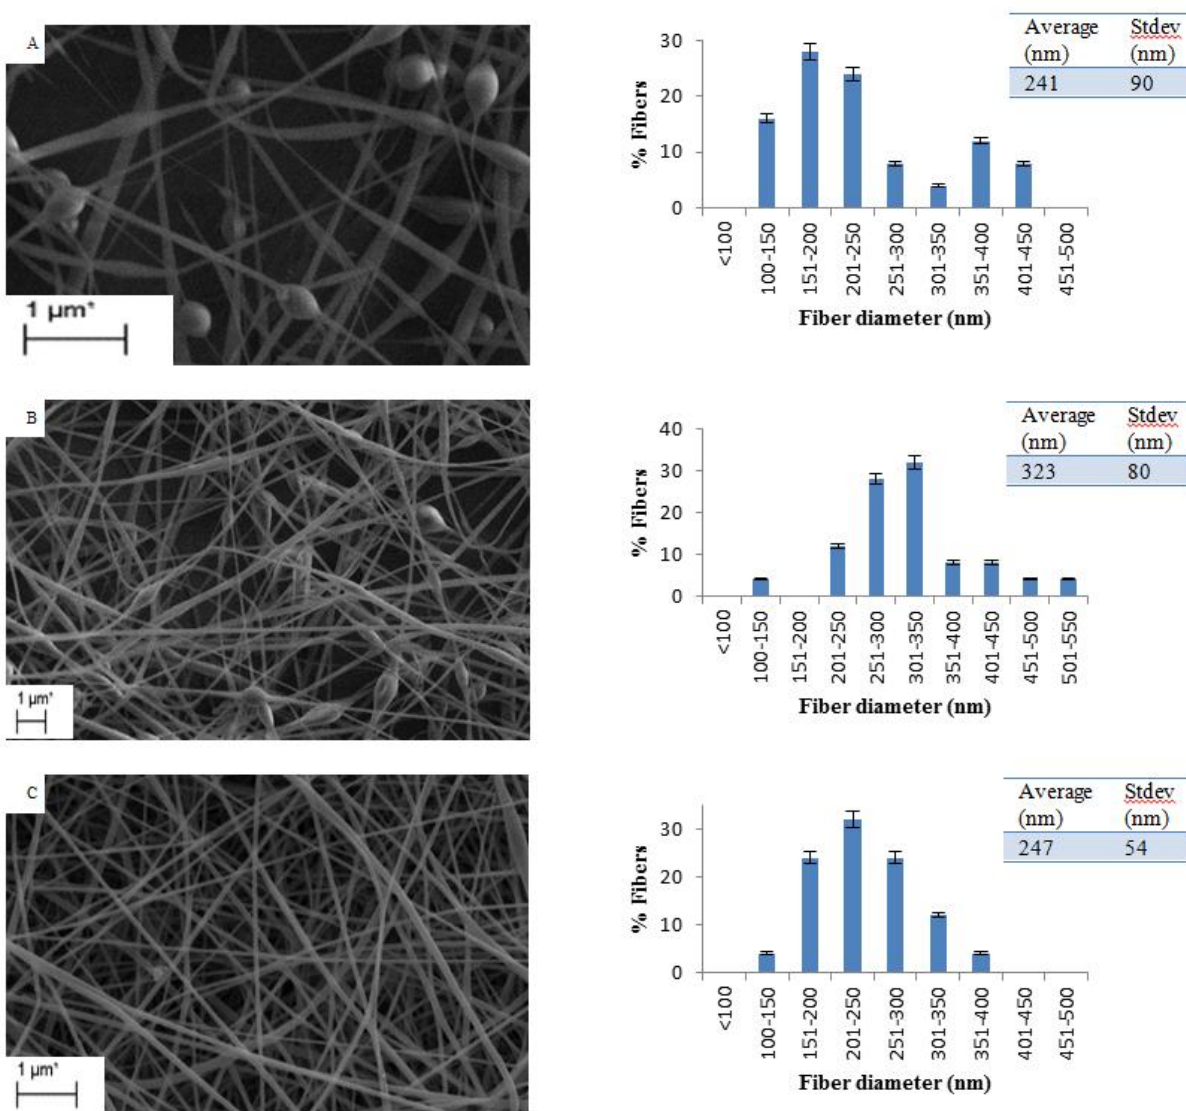 A
1 µm*
30
20
10
0
% Fibers
<100
100-150
151-200
201-250
251-300
301-350
351-400
401-450
451-500
Fiber diameter (nm)
Average Stdev
(nm) (nm)
241 90
B
1 µm*
40
30
20
10
0
% Fibers
<100
100-150
151-200
201-250
251-300
301-350
351-400
401-450
451-500
501-550
Fiber diameter (nm)
Average Stdev
(nm) (nm)
323 80
C
1 µm*
30
20
10
0
% Fibers
<100
100-150
151-200
201-250
251-300
301-350
351-400
401-450
451-500
Fiber diameter (nm)
Average Stdev
(nm) (nm)
247 54